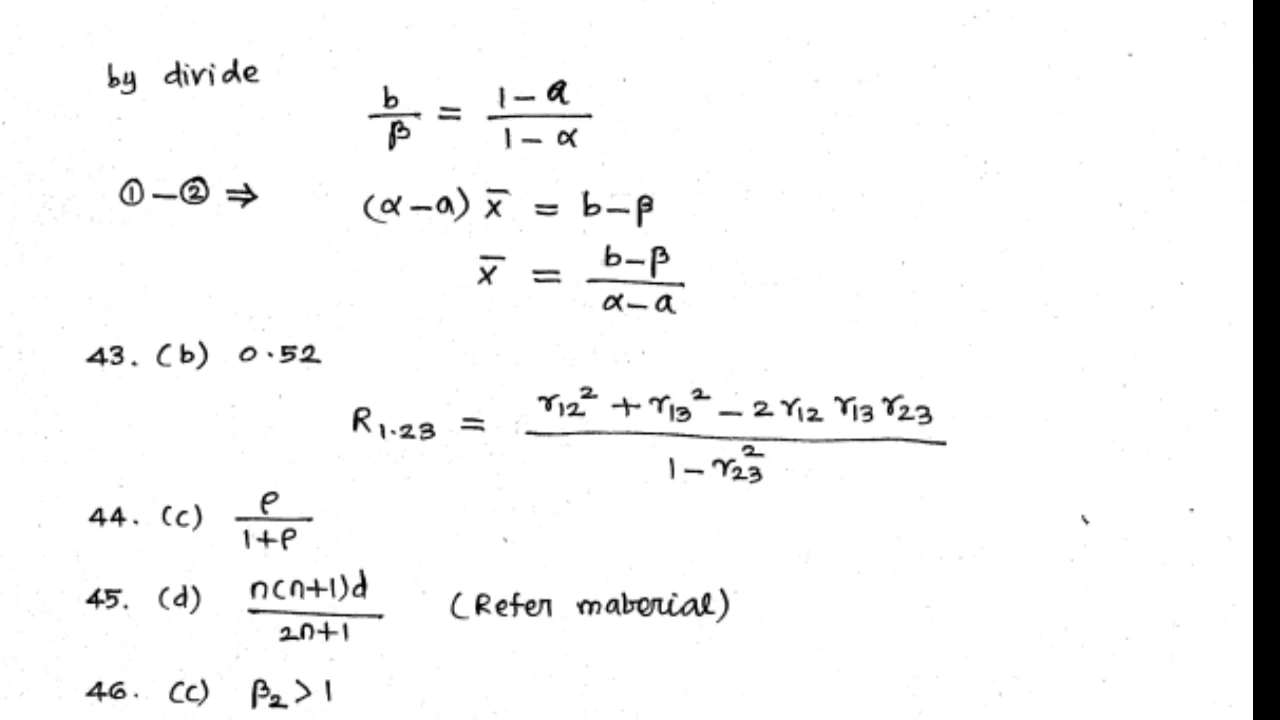 by divide
b/β = (1 - a)/(1 - α)
① - ② ⇒ (α - a) x̄ = b - β
x̄ = (b - β)/(α - a)
43. (b) 0.52
R₁.₂₃ = (r₁₂² + r₁₃² - 2 r₁₂ r₁₃ r₂₃)/(1 - r₂₃²)
44. (c) ρ/(1+ρ)
45. (d) n(n+1)d/(2n+1) (Refer material)
46. (c) β₂ > 1